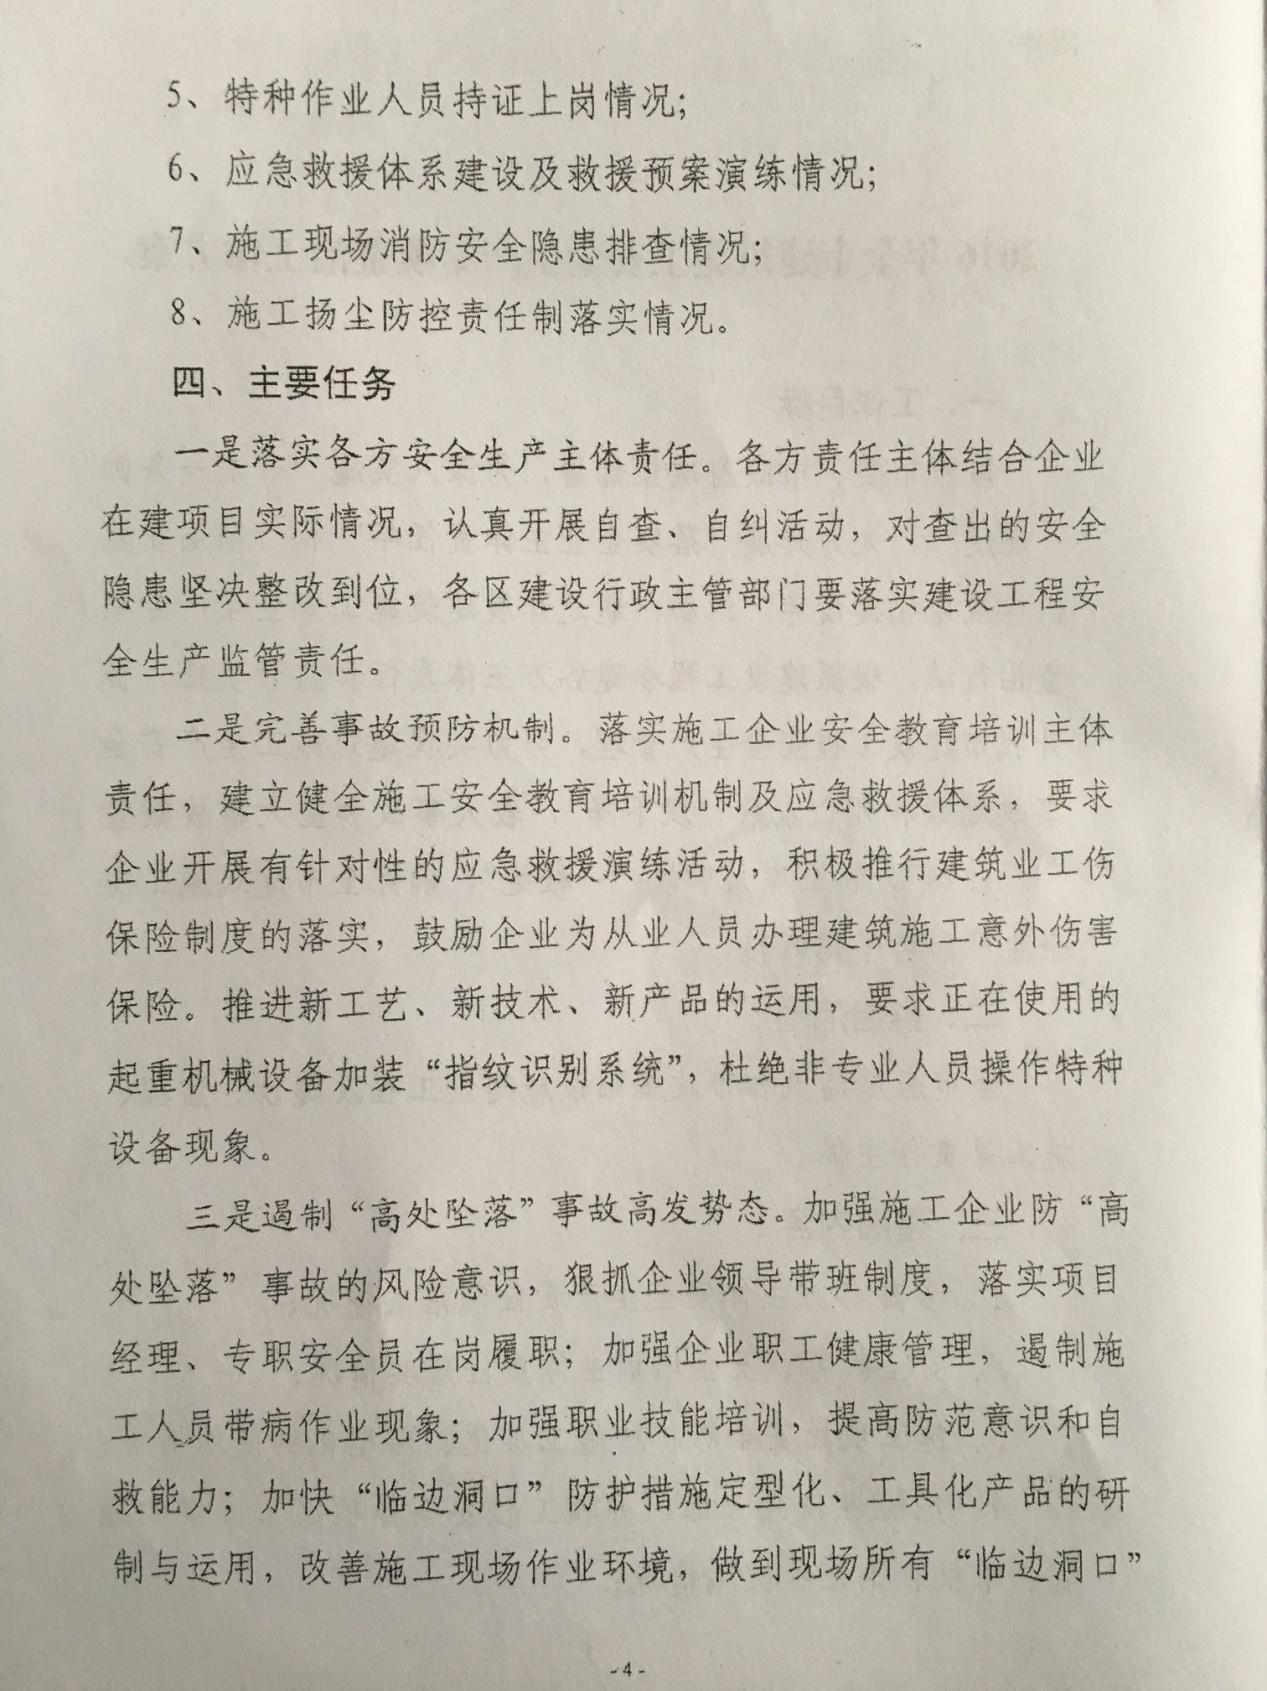 5、特种作业人员持证上岗情况；
6、应急救援体系建设及救援预案演练情况；
7、施工现场消防安全隐患排查情况；
8、施工扬尘防控责任制落实情况。
四、主要任务
一是落实各方安全生产主体责任。各方责任主体结合企业
在建项目实际情况，认真开展自查、自纠活动，对查出的安全
隐患坚决整改到位，各区建设行政主管部门要落实建设工程安
全生产监管责任。
二是完善事故预防机制。落实施工企业安全教育培训主体
责任，建立健全施工安全教育培训机制及应急救援体系，要求
企业开展有针对性的应急救援演练活动，积极推行建筑业工伤
保险制度的落实，鼓励企业为从业人员办理建筑施工意外伤害
保险。推进新工艺、新技术、新产品的运用，要求正在使用的
起重机械设备加装“指纹识别系统”，杜绝非专业人员操作特种
设备现象。
三是遏制“高处坠落”事故高发势态。加强施工企业防“高
处坠落”事故的风险意识，狠抓企业领导带班制度，落实项目
经理、专职安全员在岗履职；加强企业职工健康管理，遏制施
工人员带病作业现象；加强职业技能培训，提高防范意识和自
救能力；加快“临边洞口”防护措施定型化、工具化产品的研
制与运用，改善施工现场作业环境，做到现场所有“临边洞口”
-4-